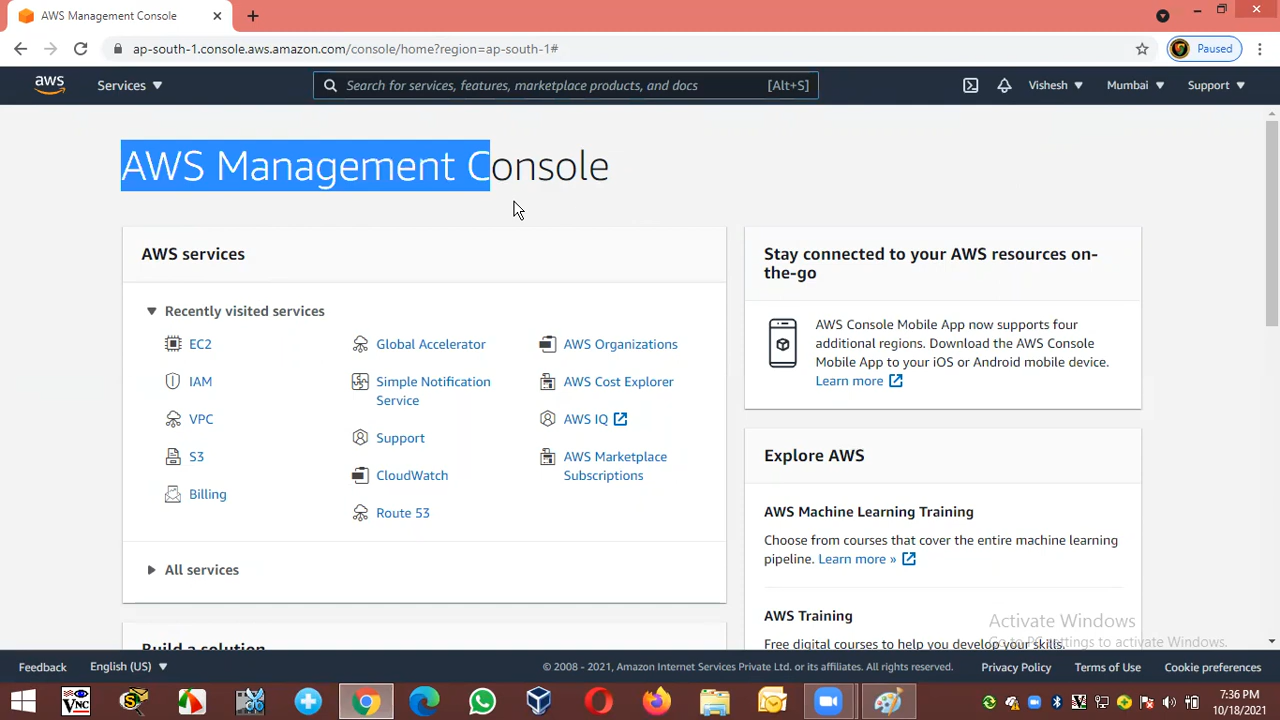 AWS Management Console
ap-south-1.console.aws.amazon.com/console/home?region=ap-south-1#
Paused
aws
Services
Search for services, features, marketplace products, and docs
[Alt+S]
Vishesh
Mumbai
Support
AWS Management Console
AWS services
Recently visited services
EC2
IAM
VPC
S3
Billing
Global Accelerator
Simple Notification
Service
Support
CloudWatch
Route 53
AWS Organizations
AWS Cost Explorer
AWS IQ
AWS Marketplace
Subscriptions
All services
Build a solution
Stay connected to your AWS resources on-
the-go
AWS Console Mobile App now supports four
additional regions. Download the AWS Console
Mobile App to your iOS or Android mobile device.
Learn more
Explore AWS
AWS Machine Learning Training
Choose from courses that cover the entire machine learning
pipeline. Learn more »
AWS Training
Free digital courses to help you develop your skills.
Activate Windows
Go to PC settings to activate Windows.
Feedback
English (US)
© 2008 - 2021, Amazon Internet Services Private Ltd. or its affiliates. All rights reserved.
Privacy Policy
Terms of Use
Cookie preferences
VNC
7:36 PM
10/18/2021